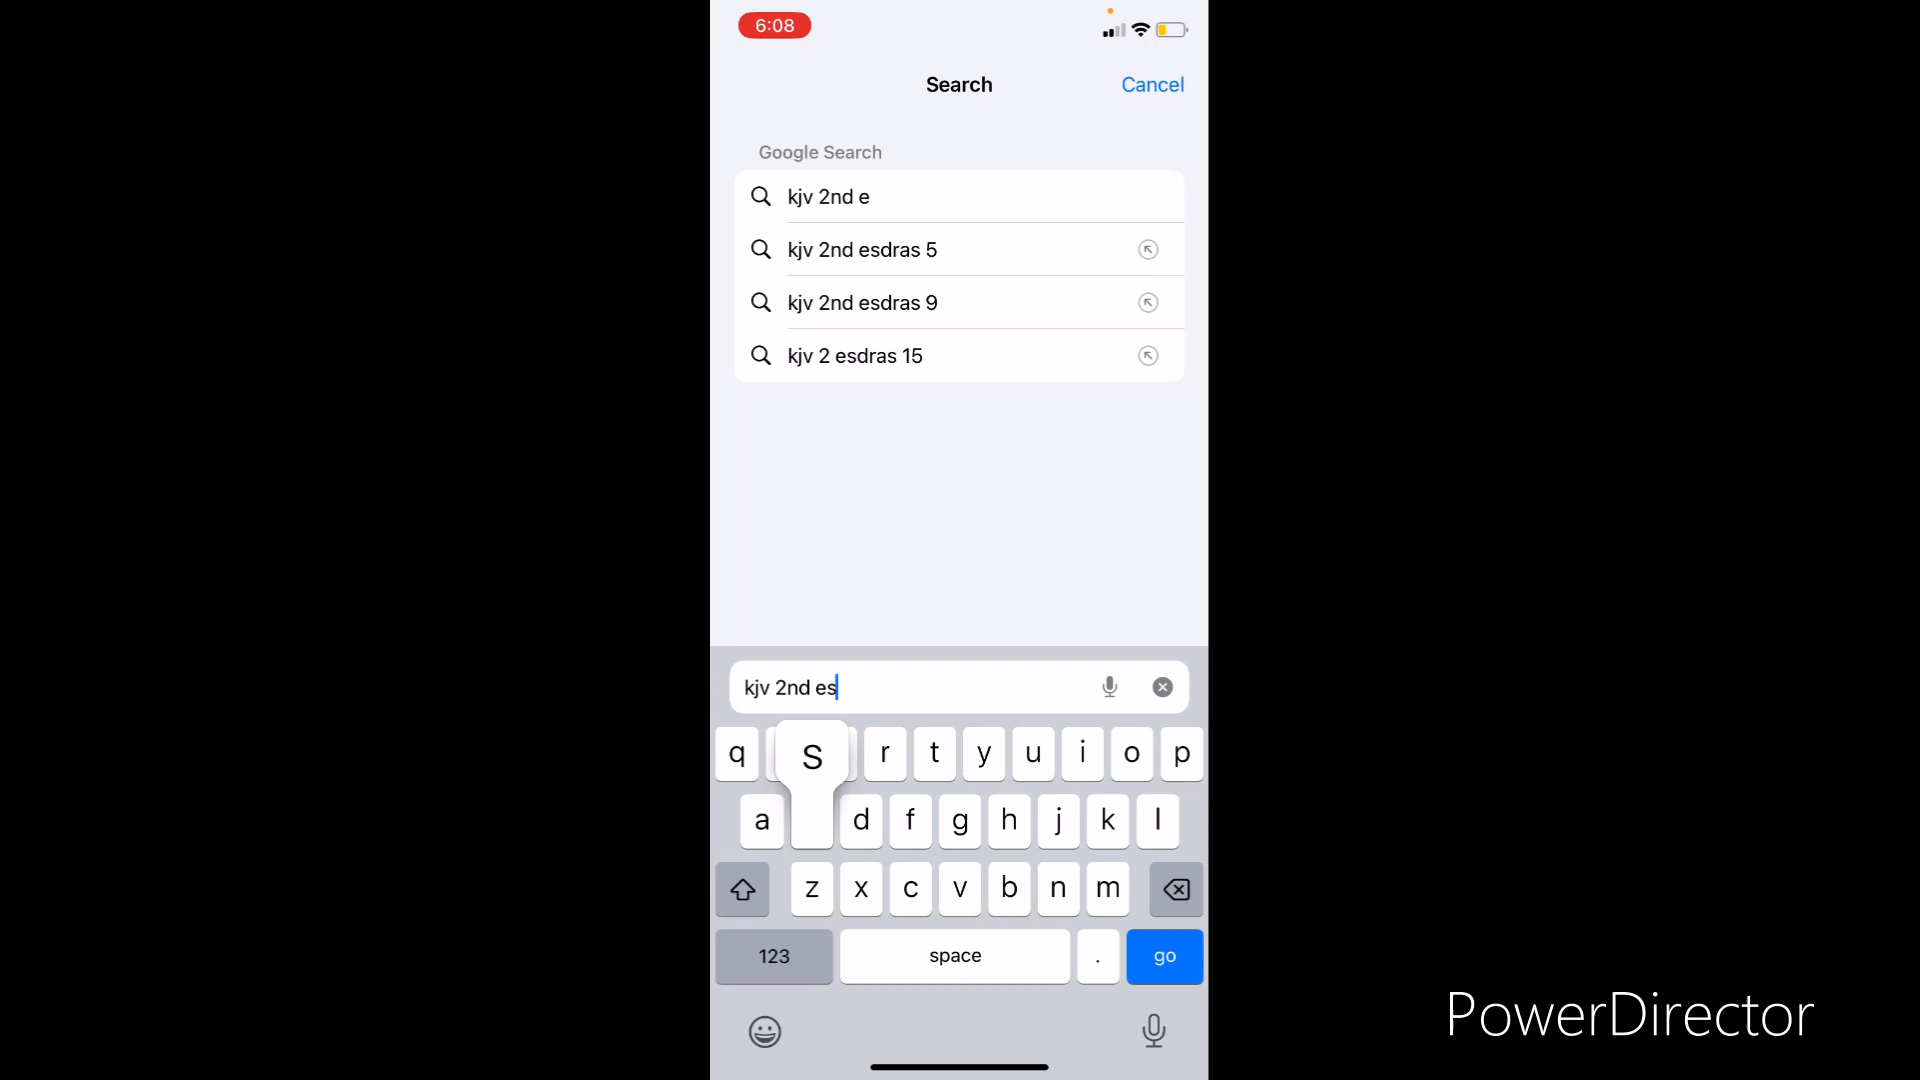 6:08
Search Cancel
Google Search
kjv 2nd e
kjv 2nd esdras 5
kjv 2nd esdras 9
kjv 2 esdras 15
kjv 2nd es
q S r t y u i o p
a d f g h j k l
z x c v b n m
123 space . go
PowerDirector